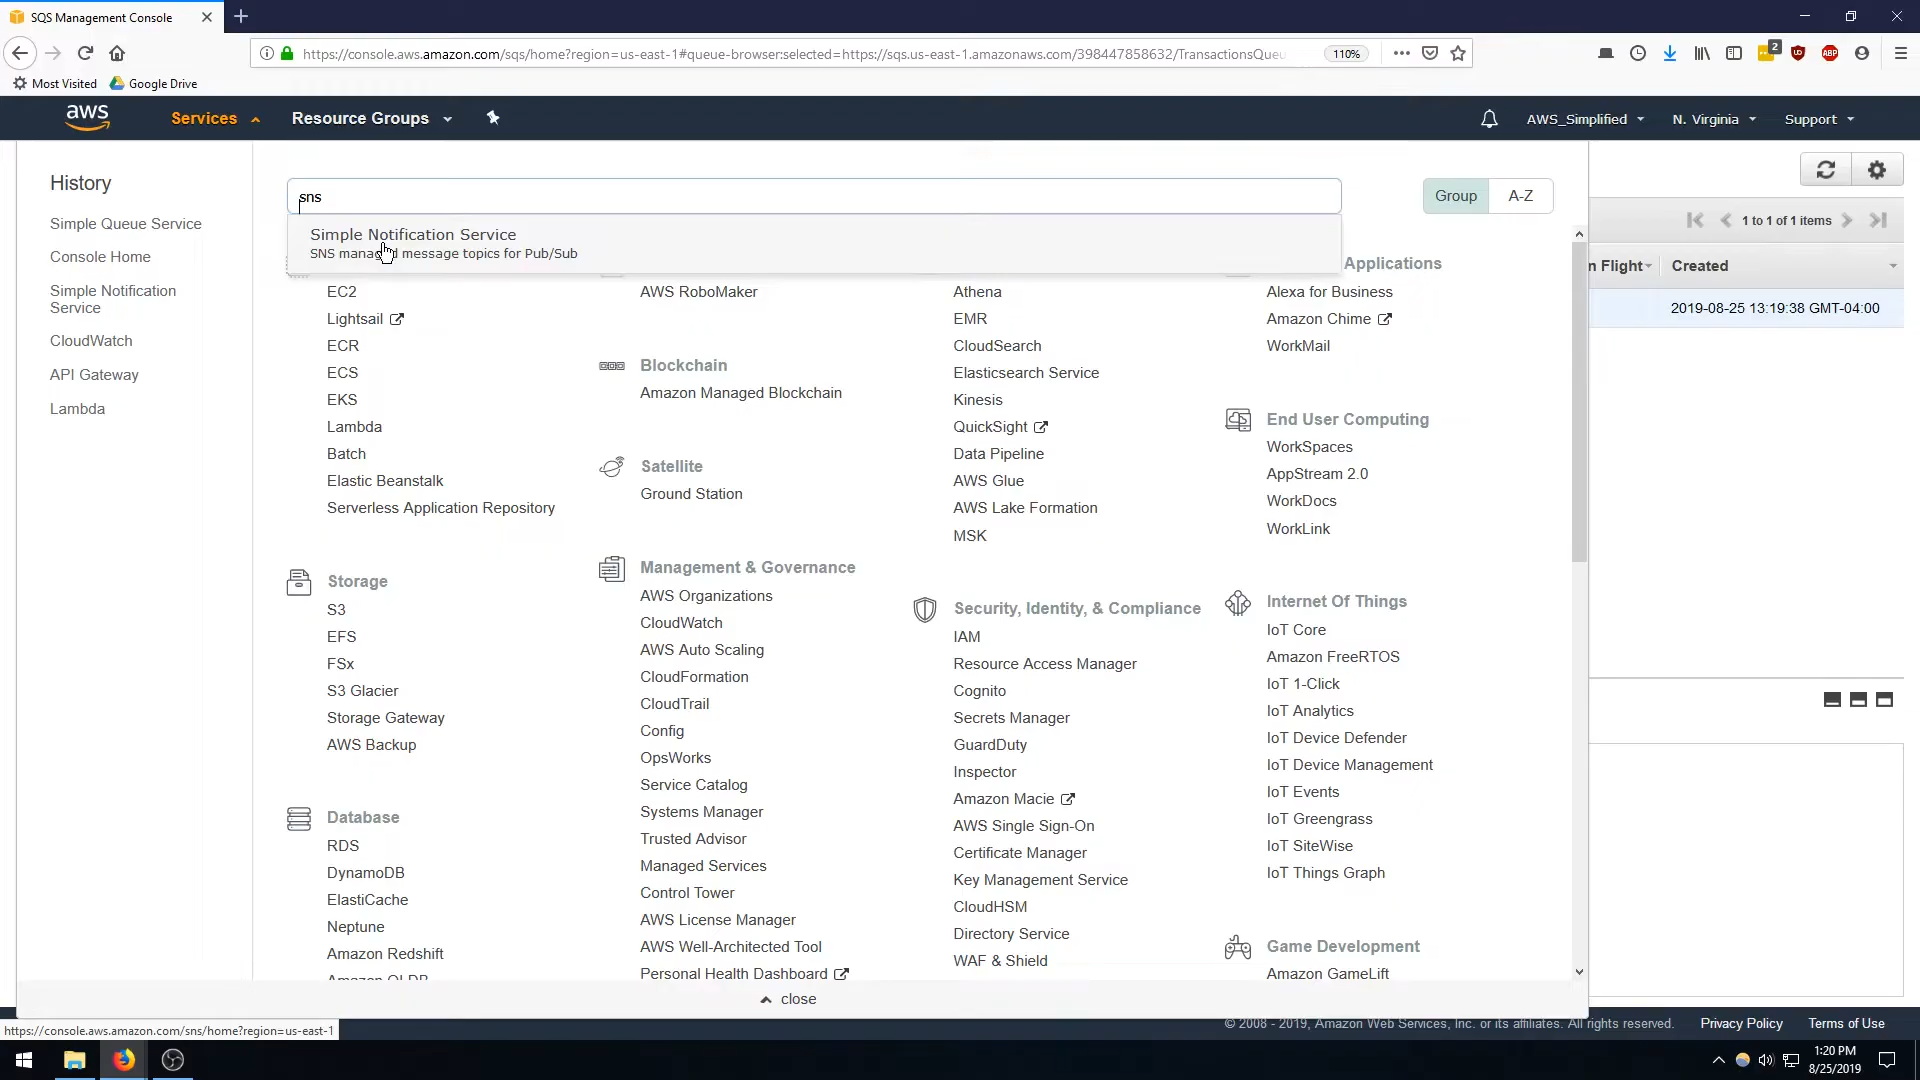 SQS Management Console
https://console.aws.amazon.com/sqs/home?region=us-east-1#queue-browser:selected=https://sqs.us-east-1.amazonaws.com/398447858632/TransactionsQueu
110%
2
Most Visited
Google Drive
aws
Services
Resource Groups
AWS_Simplified
N. Virginia
Support
History
Simple Queue Service
Console Home
Simple Notification
Service
CloudWatch
API Gateway
Lambda
sns
Group
A-Z
Simple Notification Service
SNS managed message topics for Pub/Sub
EC2
Lightsail
ECR
ECS
EKS
Lambda
Batch
Elastic Beanstalk
Serverless Application Repository
Storage
S3
EFS
FSx
S3 Glacier
Storage Gateway
AWS Backup
Database
RDS
DynamoDB
ElastiCache
Neptune
Amazon Redshift
AWS RoboMaker
Blockchain
Amazon Managed Blockchain
Satellite
Ground Station
Management & Governance
AWS Organizations
CloudWatch
AWS Auto Scaling
CloudFormation
CloudTrail
Config
OpsWorks
Service Catalog
Systems Manager
Trusted Advisor
Managed Services
Control Tower
AWS License Manager
AWS Well-Architected Tool
Personal Health Dashboard
Athena
EMR
CloudSearch
Elasticsearch Service
Kinesis
QuickSight
Data Pipeline
AWS Glue
AWS Lake Formation
MSK
Security, Identity, & Compliance
IAM
Resource Access Manager
Cognito
Secrets Manager
GuardDuty
Inspector
Amazon Macie
AWS Single Sign-On
Certificate Manager
Key Management Service
CloudHSM
Directory Service
WAF & Shield
Applications
Alexa for Business
Amazon Chime
WorkMail
End User Computing
WorkSpaces
AppStream 2.0
WorkDocs
WorkLink
Internet Of Things
IoT Core
Amazon FreeRTOS
IoT 1-Click
IoT Analytics
IoT Device Defender
IoT Device Management
IoT Events
IoT Greengrass
IoT SiteWise
IoT Things Graph
Game Development
Amazon GameLift
close
1 to 1 of 1 items
n Flight
Created
2019-08-25 13:19:38 GMT-04:00
https://console.aws.amazon.com/sns/home?region=us-east-1
© 2008 - 2019, Amazon Web Services, Inc. or its affiliates. All rights reserved.
Privacy Policy
Terms of Use
1:20 PM
8/25/2019